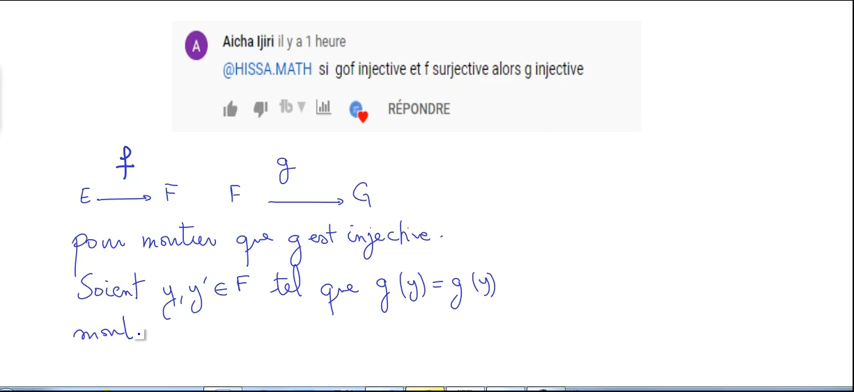 A
Aicha Ijiri il y a 1 heure
@HISSA.MATH si gof injective et f surjective alors g injective
RÉPONDRE
f g
E → F F → G
pour montrer que g est injective.
Soient y, y' ∈ F tel que g(y) = g(y)
mont.